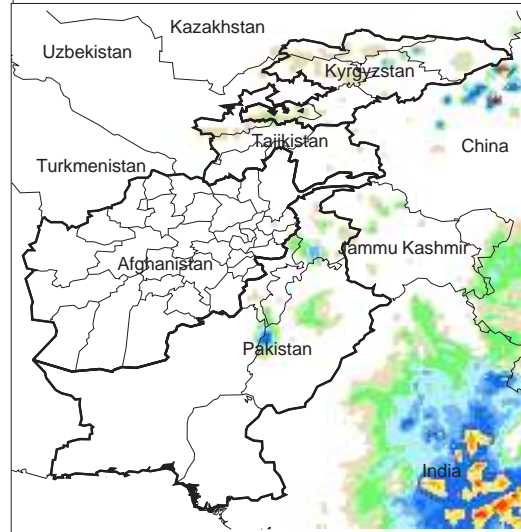 Kazakhstan
Uzbekistan
Kyrgyzstan
Tajikistan
China
Turkmenistan
Jammu Kashmir
Afghanistan
Pakistan
India